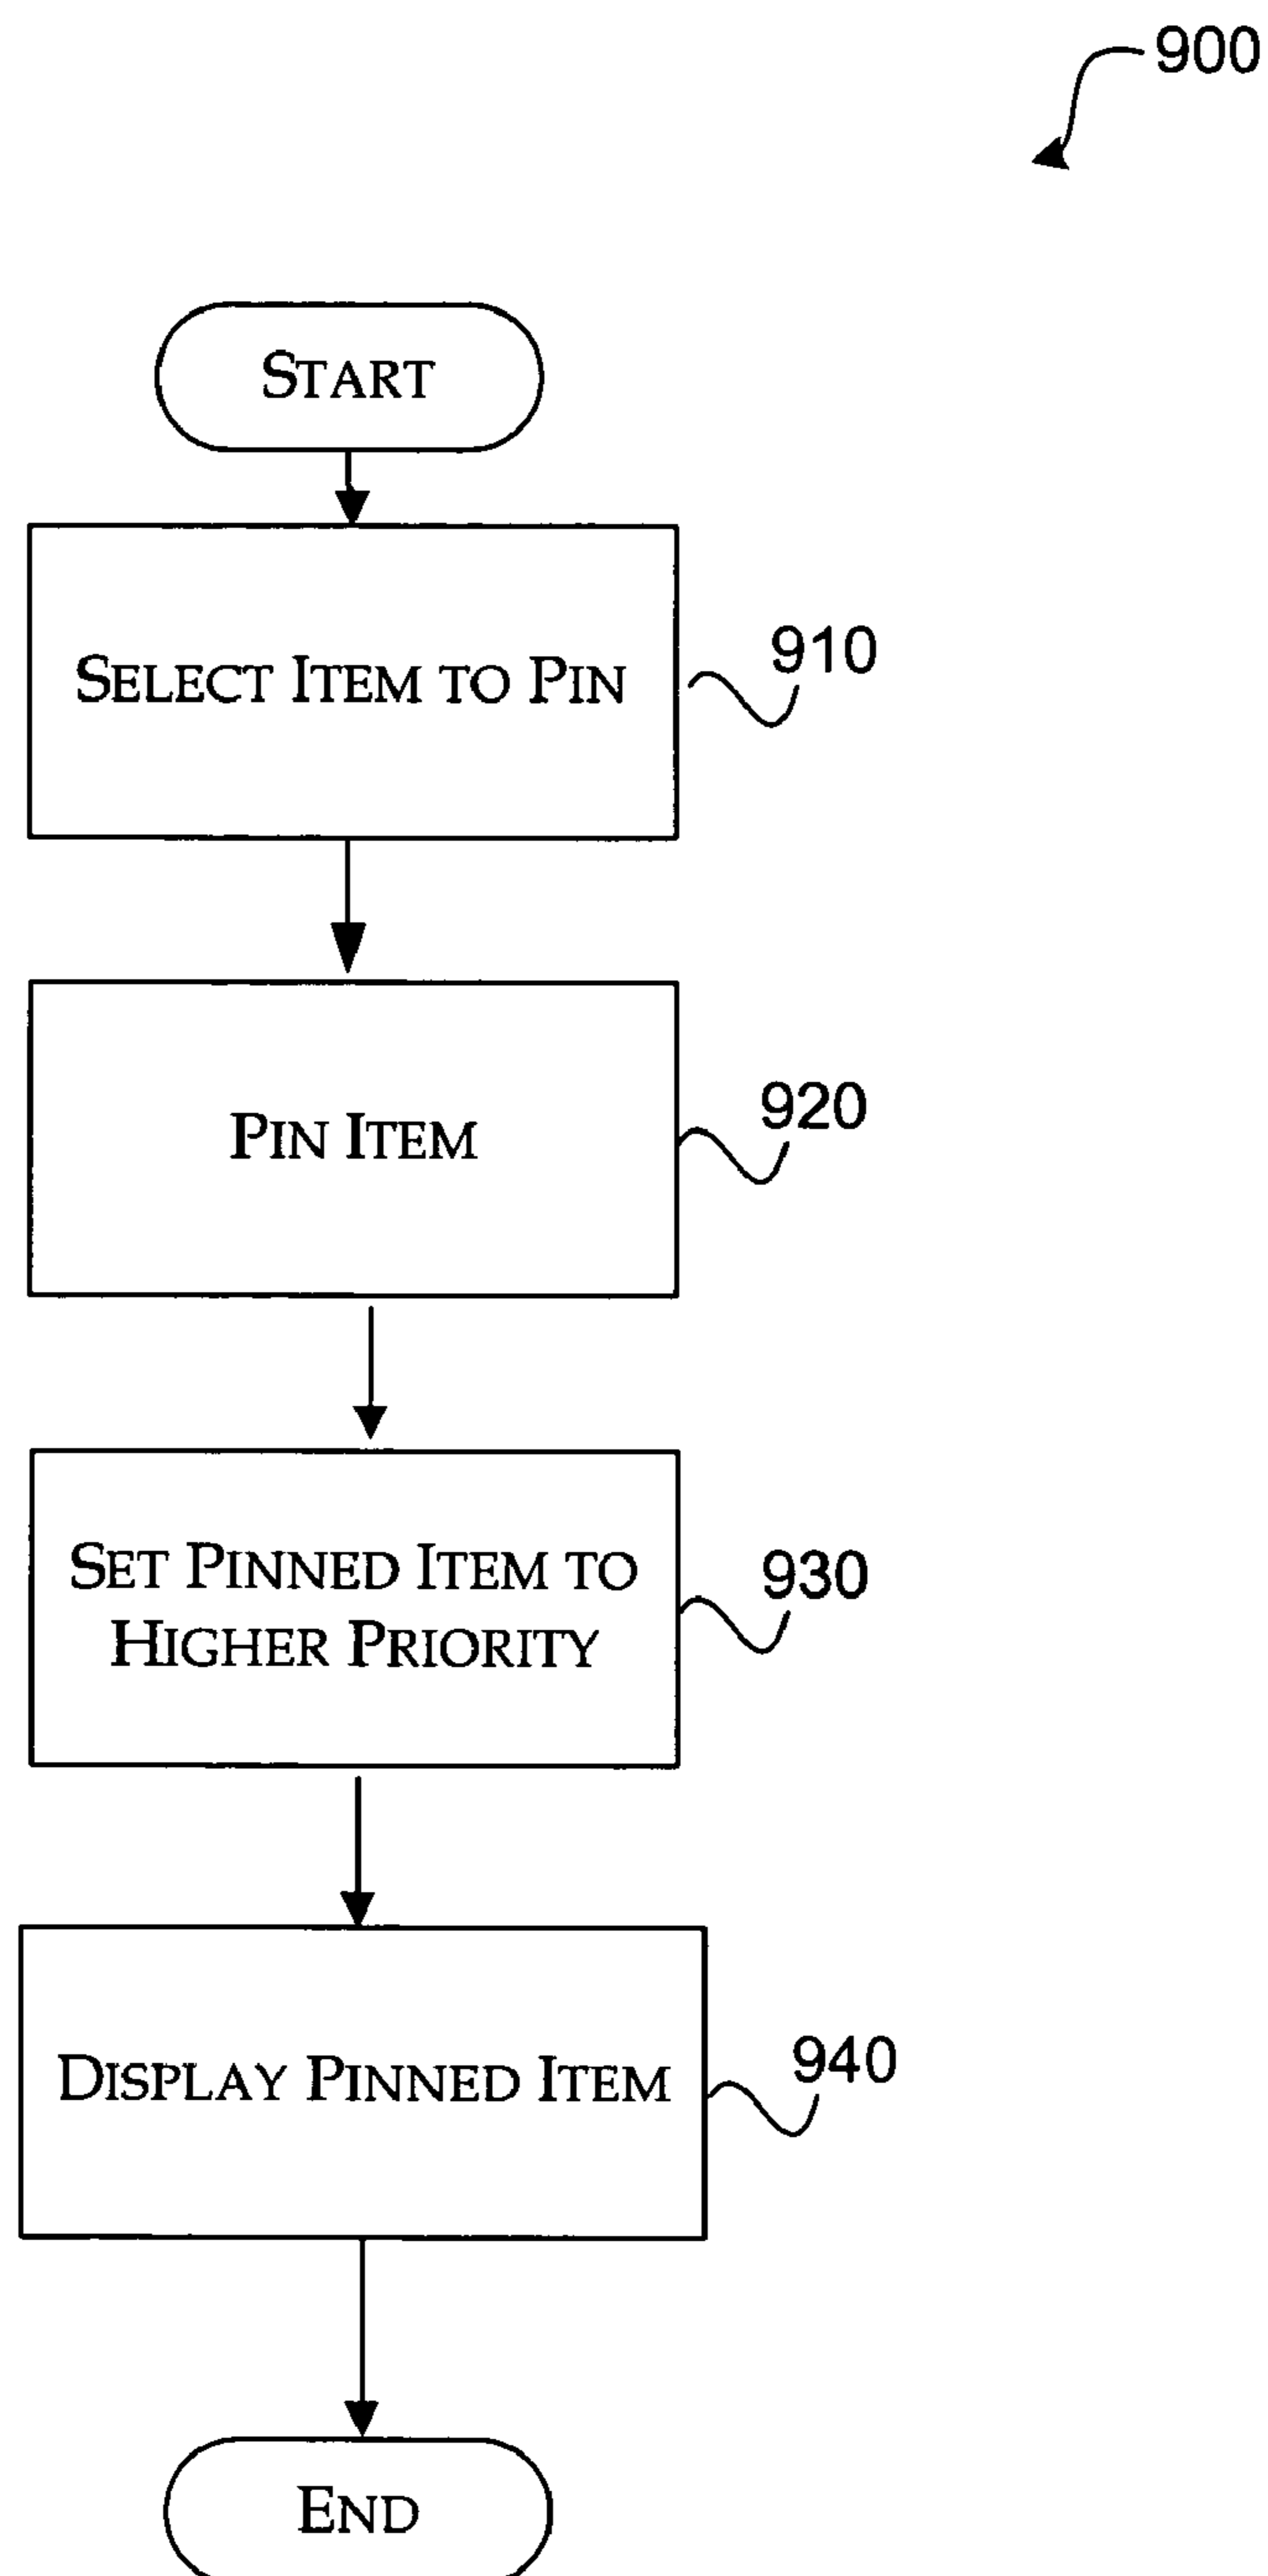 900
START
SELECT ITEM TO PIN
910
PIN ITEM
920
SET PINNED ITEM TO
HIGHER PRIORITY
930
DISPLAY PINNED ITEM
940
END